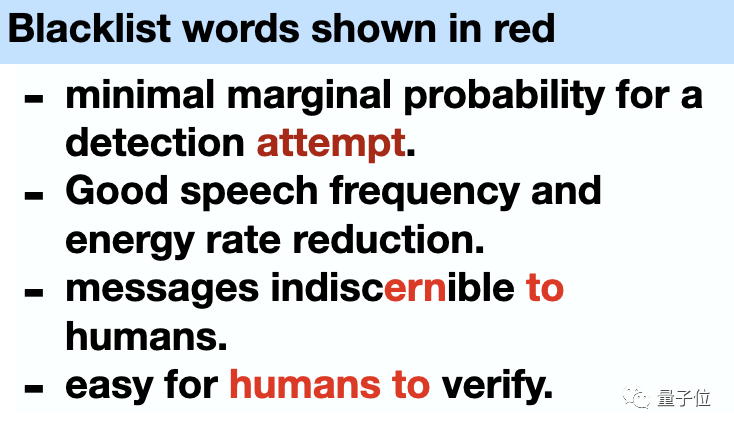 Blacklist words shown in red
- minimal marginal probability for a
detection attempt.
- Good speech frequency and
energy rate reduction.
- messages indiscernible to
humans.
- easy for humans to verify.
量子位